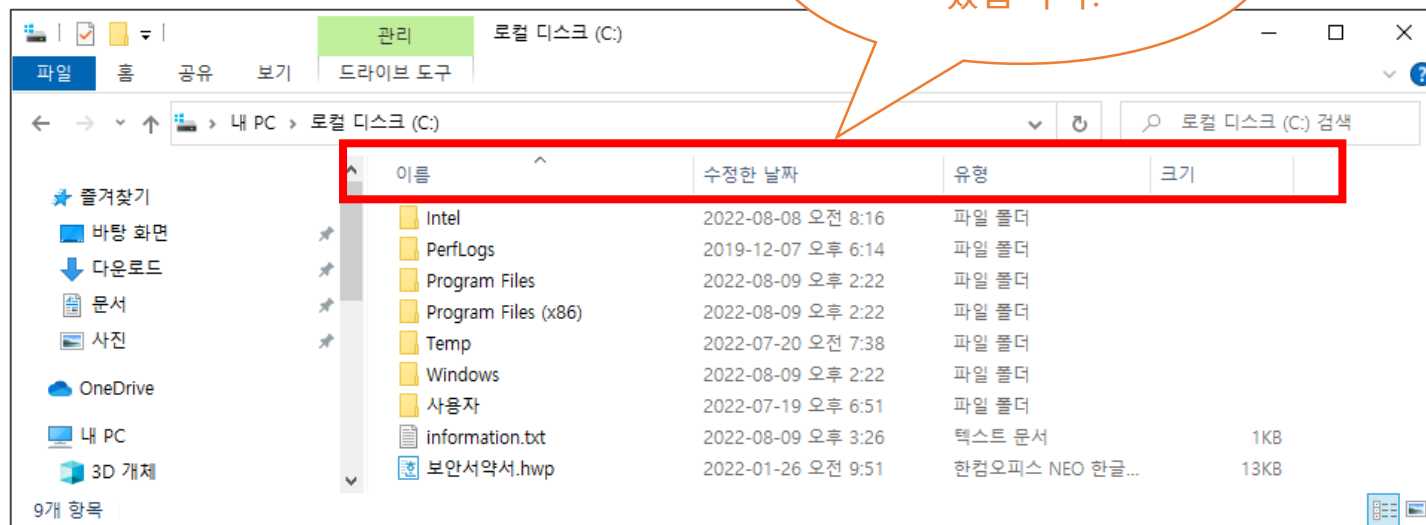 있습니다.
관리 로컬 디스크 (C:)
파일 홈 공유 보기 드라이브 도구
내 PC 로컬 디스크 (C:) 로컬 디스크 (C:) 검색
이름 수정한 날짜 유형 크기
즐겨찾기
바탕 화면
다운로드
문서
사진
OneDrive
내 PC
3D 개체
Intel 2022-08-08 오전 8:16 파일 폴더
PerfLogs 2019-12-07 오후 6:14 파일 폴더
Program Files 2022-08-09 오후 2:22 파일 폴더
Program Files (x86) 2022-08-09 오후 2:22 파일 폴더
Temp 2022-07-20 오전 7:38 파일 폴더
Windows 2022-08-09 오후 2:22 파일 폴더
사용자 2022-07-19 오후 6:51 파일 폴더
information.txt 2022-08-09 오후 3:26 텍스트 문서 1KB
보안서약서.hwp 2022-01-26 오전 9:51 한컴오피스 NEO 한글... 13KB
9개 항목